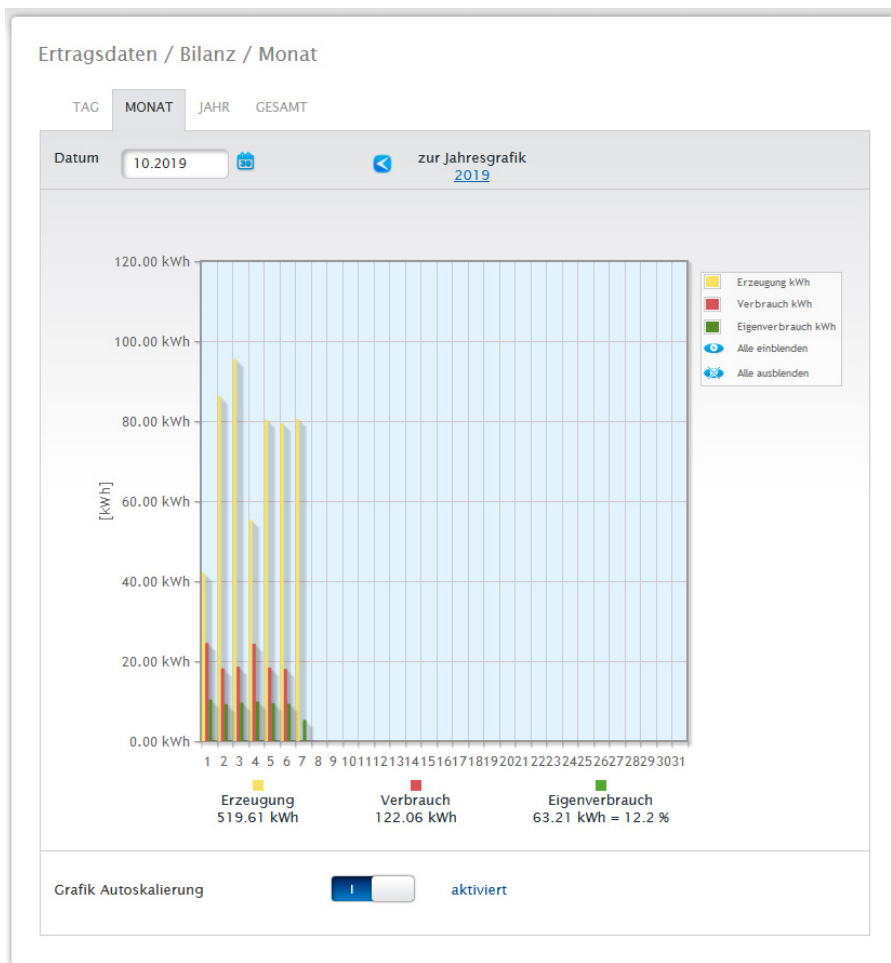 Ertragsdaten / Bilanz / Monat
TAG MONAT JAHR GESAMT
Datum 10.2019 30 zur Jahresgrafik
2019
120.00 kWh
100.00 kWh
80.00 kWh
60.00 kWh
40.00 kWh
20.00 kWh
0.00 kWh
[kWh]
Erzeugung kWh
Verbrauch kWh
Eigenverbrauch kWh
Alle einblenden
Alle ausblenden
1 2 3 4 5 6 7 8 9 10 11 12 13 14 15 16 17 18 19 20 21 22 23 24 25 26 27 28 29 30 31
Erzeugung Verbrauch Eigenverbrauch
519.61 kWh 122.06 kWh 63.21 kWh = 12.2 %
Grafik Autoskalierung I aktiviert